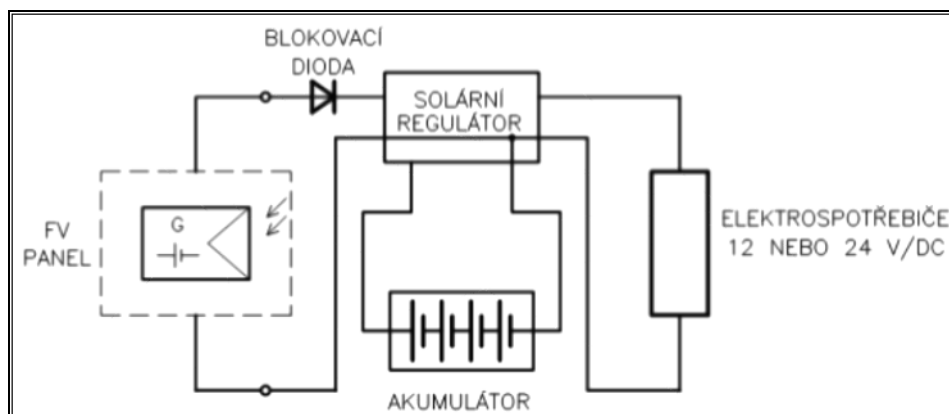 BLOKOVACÍ
DIODA
SOLÁRNÍ
REGULÁTOR
FV
PANEL
G
ELEKTROSPOTŘEBIČE
12 NEBO 24 V/DC
AKUMULÁTOR